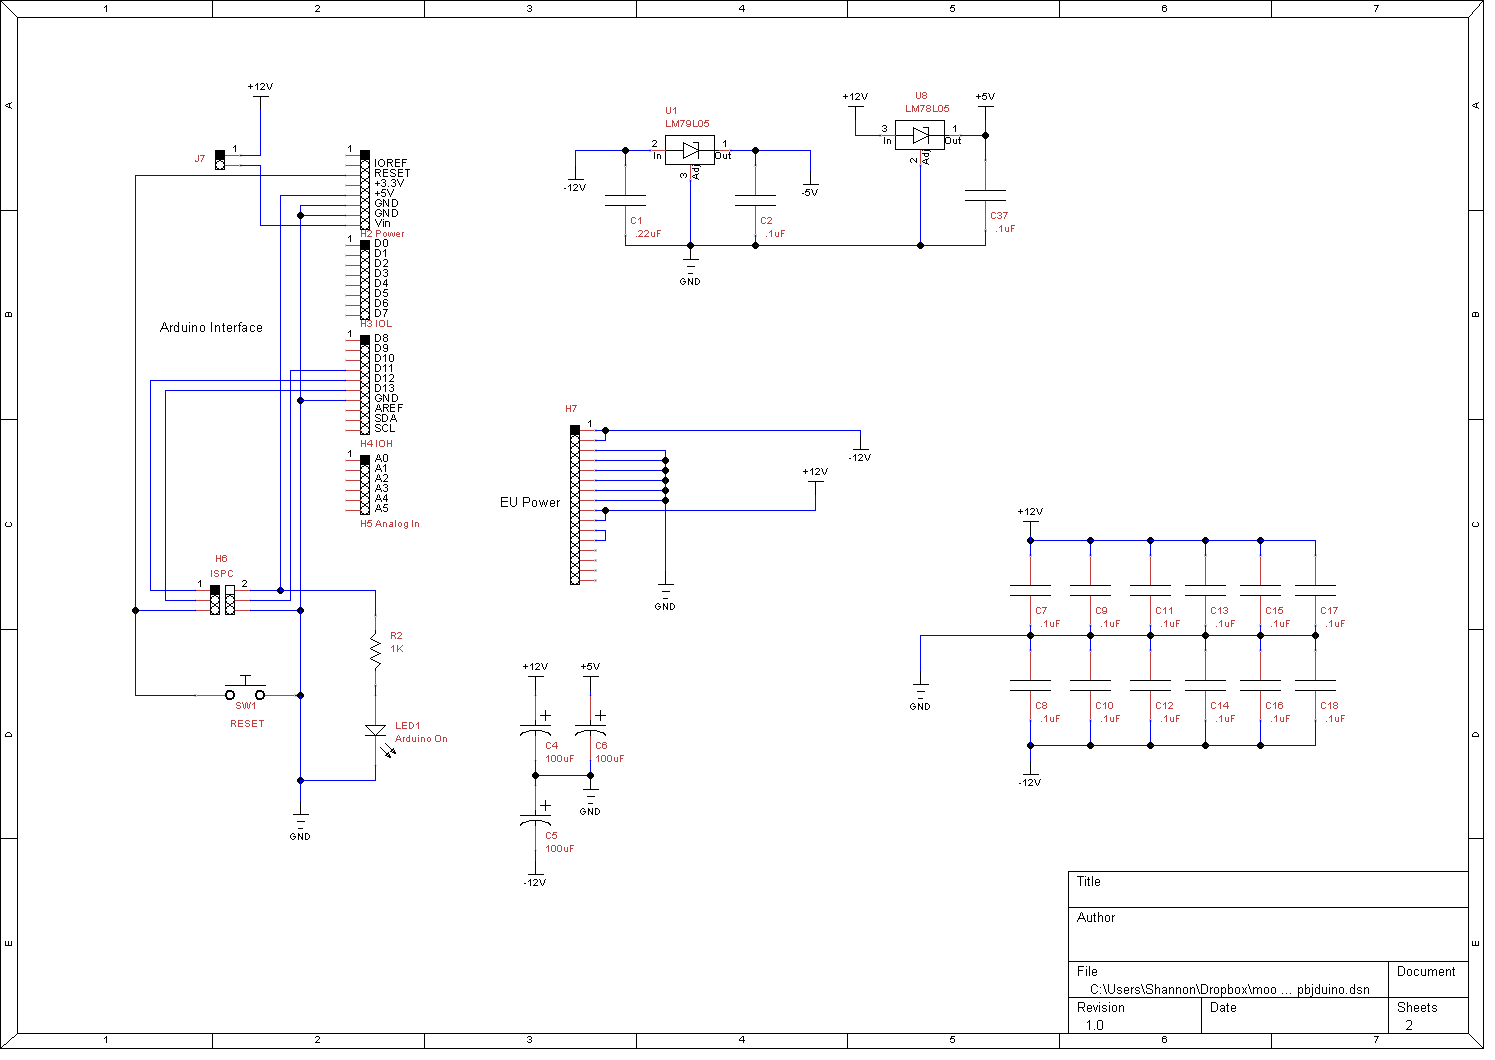 1 2 3 4 5 6 7
A A
B B
C C
D D
E E
+12V
J7
1
1
IOREF
RESET
+3.3V
+5V
GND
GND
Vin
H2 Power
1
D0
D1
D2
D3
D4
D5
D6
D7
H3 IOL
Arduino Interface
1
D8
D9
D10
D11
D12
D13
GND
AREF
SDA
SCL
H4 IOH
1
A0
A1
A2
A3
A4
A5
H5 Analog In
H6
ISPC
1 2
R2
1K
SW1
RESET
LED1
Arduino On
GND
U1
LM79L05
2 1
In Out
3 Adj
-12V
-5V
C1
.22uF
C2
.1uF
GND
+12V
U8
LM78L05
+5V
3 1
In Out
2 Adj
C37
.1uF
H7
1
EU Power
-12V
+12V
GND
+12V +5V
C4
100uF
C6
100uF
GND
C5
100uF
-12V
+12V
C7 C9 C11 C13 C15 C17
.1uF .1uF .1uF .1uF .1uF .1uF
GND
C8 C10 C12 C14 C16 C18
.1uF .1uF .1uF .1uF .1uF .1uF
-12V
Title
Author
File Document
C:\Users\Shannon\Dropbox\moo ... pbjduino.dsn
Revision Date Sheets
1.0 2
1 2 3 4 5 6 7